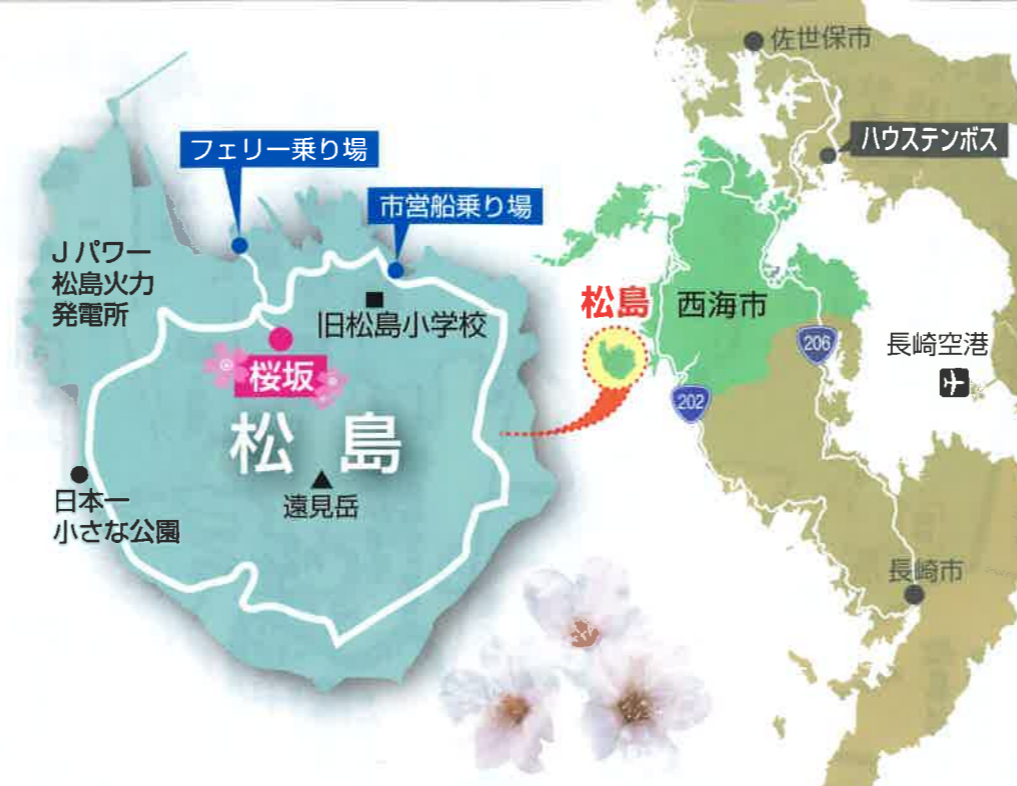 フェリー乗り場
市営船乗り場
Jパワー
松島火力
発電所
旧松島小学校
桜坂
松島
遠見岳
日本一
小さな公園
佐世保市
ハウステンボス
松島
西海市
206
長崎空港
202
長崎市